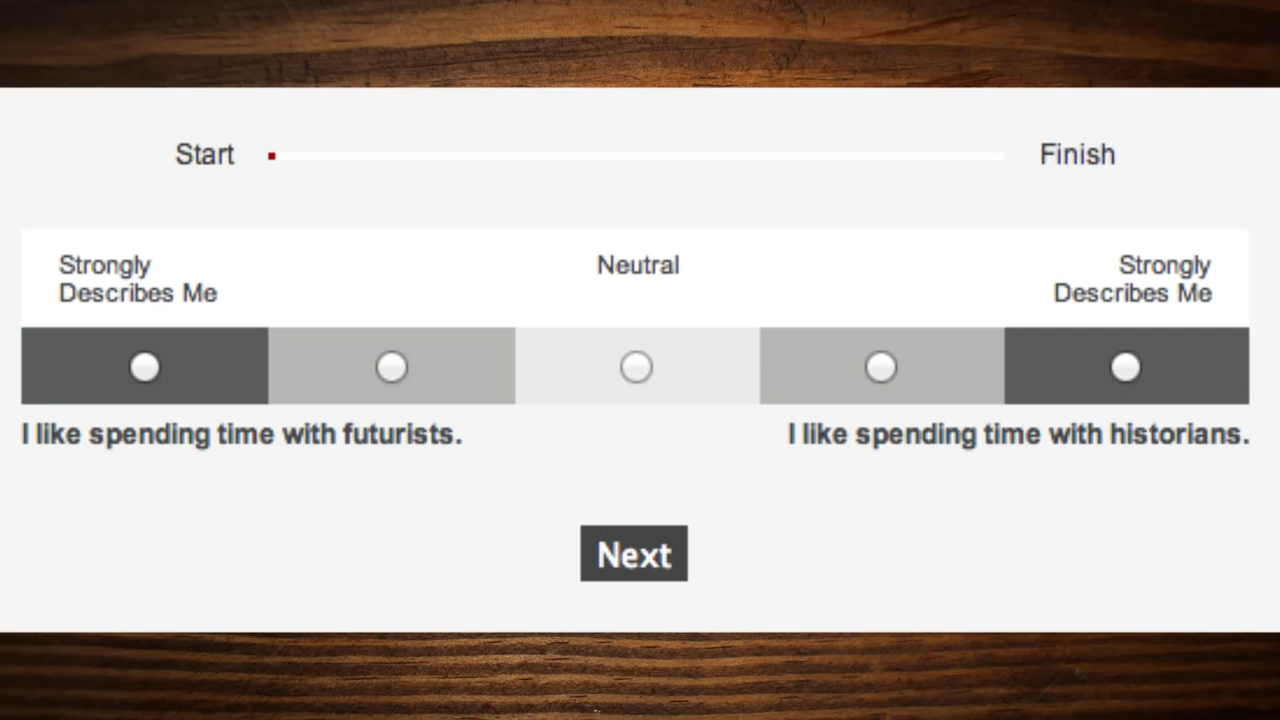 Start Finish
Strongly Neutral Strongly
Describes Me Describes Me
I like spending time with futurists. I like spending time with historians.
Next